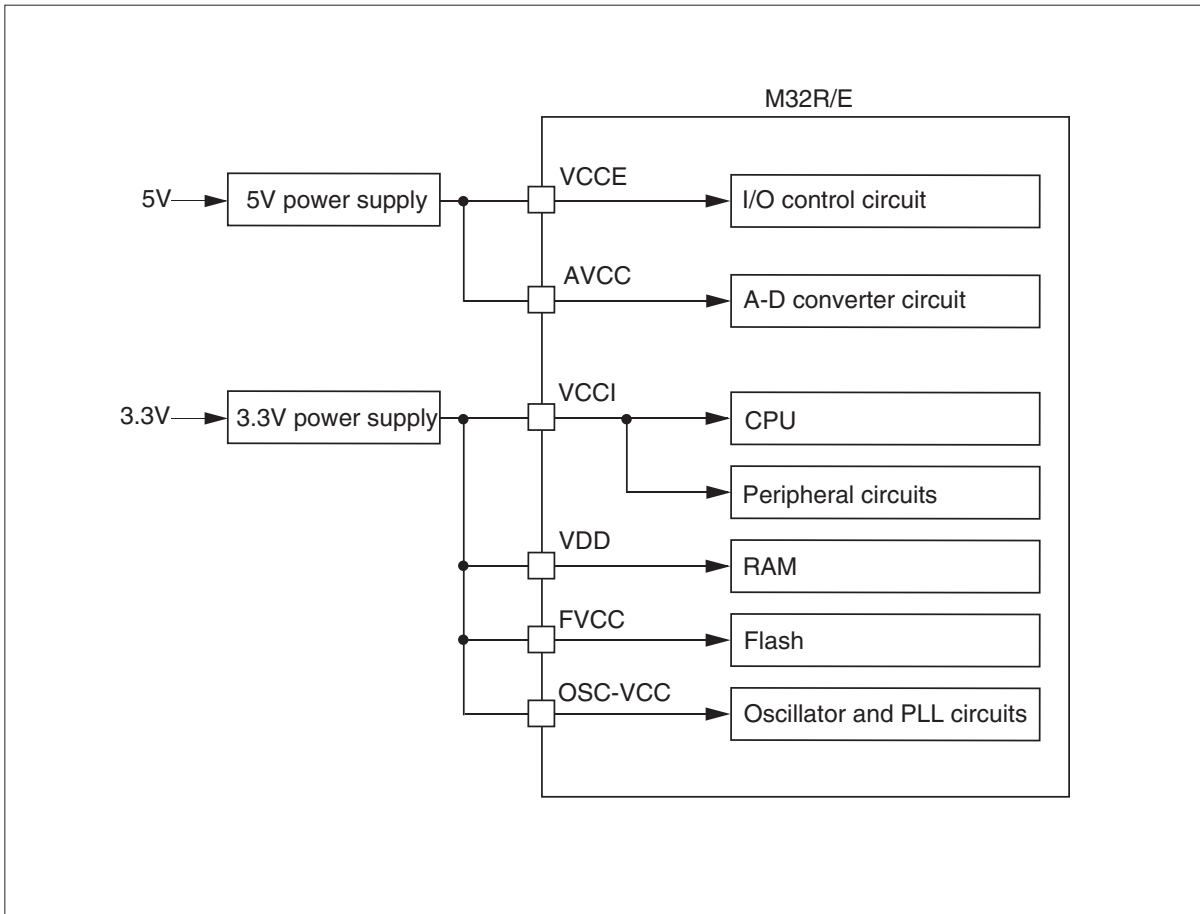 M32R/E
VCCE
5V
5V power supply
I/O control circuit
AVCC
A-D converter circuit
VCCI
3.3V
3.3V power supply
CPU
Peripheral circuits
VDD
RAM
FVCC
Flash
OSC-VCC
Oscillator and PLL circuits